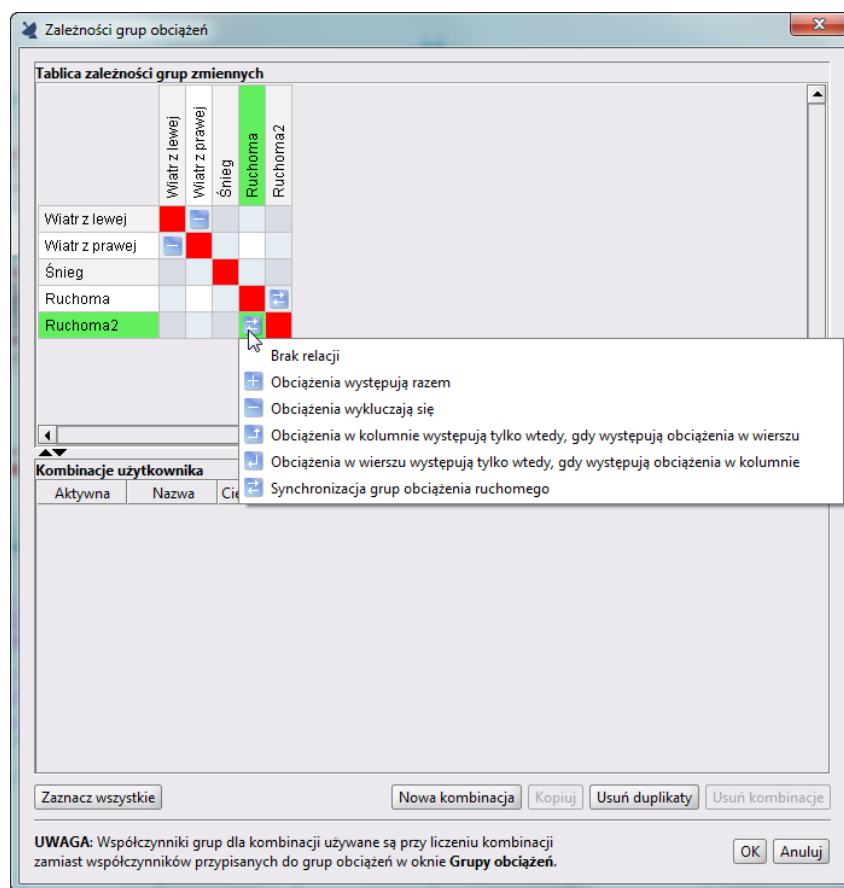 Zależności grup obciążeń
Tablica zależności grup zmiennych
Wiatr z lewej
Wiatr z prawej
Śnieg
Ruchoma
Ruchoma2
Wiatr z lewej
Wiatr z prawej
Śnieg
Ruchoma
Ruchoma2
Brak relacji
Obciążenia występują razem
Obciążenia wykluczają się
Obciążenia w kolumnie występują tylko wtedy, gdy występują obciążenia w wierszu
Obciążenia w wierszu występują tylko wtedy, gdy występują obciążenia w kolumnie
Synchronizacja grup obciążenia ruchomego
Kombinacje użytkownika
Aktywna Nazwa Cię
Zaznacz wszystkie Nowa kombinacja Kopiuj Usuń duplikaty Usuń kombinacje
UWAGA: Współczynniki grup dla kombinacji używane są przy liczeniu kombinacji
zamiast współczynników przypisanych do grup obciążeń w oknie Grupy obciążeń.
OK Anuluj